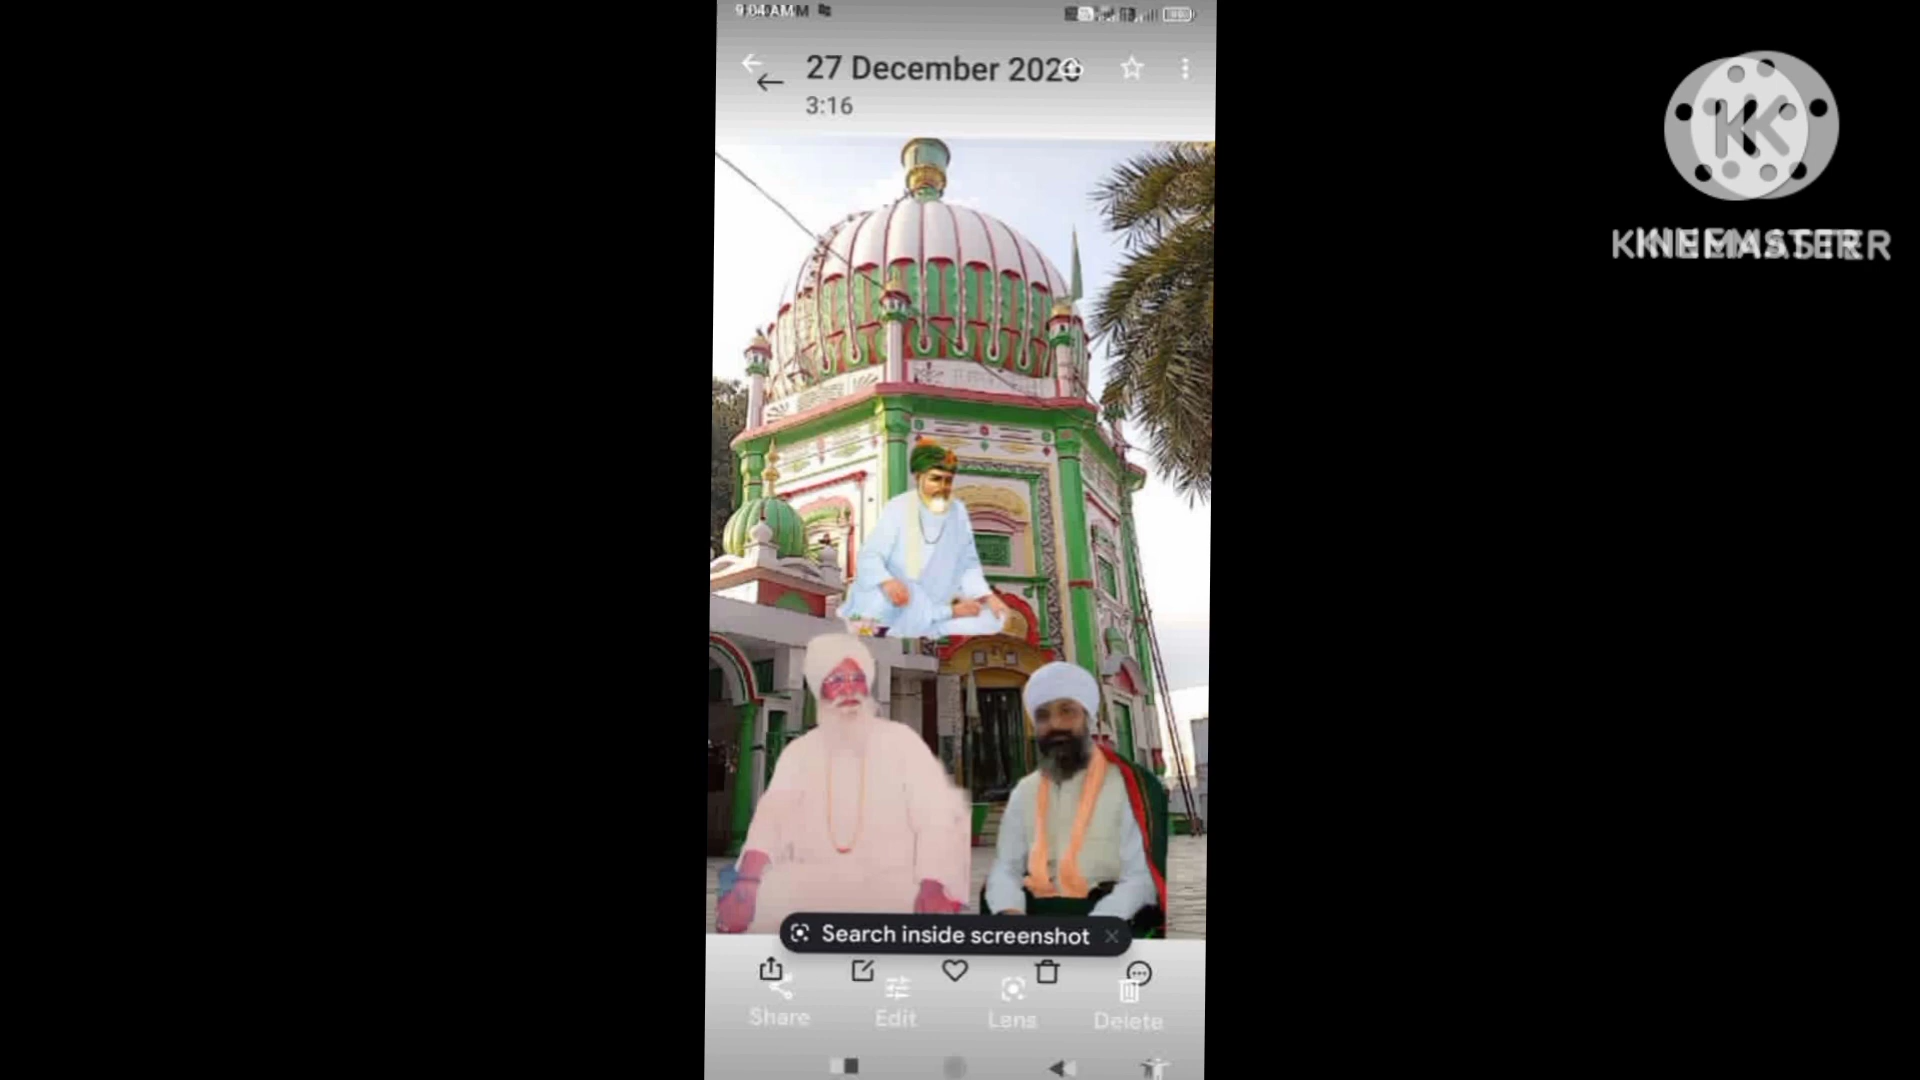 9:04 AM
27 December 2020
3:16
Search inside screenshot
Share
Edit
Lens
Delete
KINEMASTER